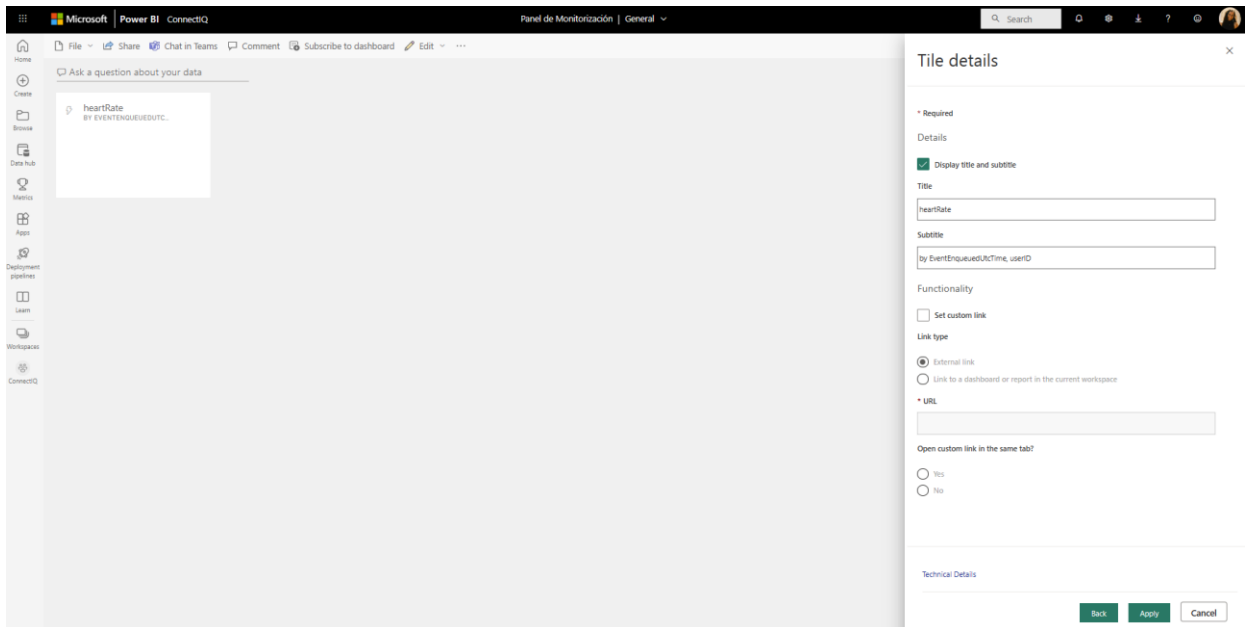 Microsoft Power BI ConnectIQ
Panel de Monitorización | General
Search
?
Home
Create
Browse
Data hub
Metrics
Apps
Deployment
pipelines
Learn
Workspaces
ConnectIQ
File Share Chat in Teams Comment Subscribe to dashboard Edit ...
Ask a question about your data
heartRate
BY EVENTENQUEUEDUTC...
Tile details
* Required
Details
Display title and subtitle
Title
heartRate
Subtitle
by EventEnqueuedUtcTime, userID
Functionality
Set custom link
Link type
External link
Link to a dashboard or report in the current workspace
* URL
Open custom link in the same tab?
Yes
No
Technical Details
Back Apply Cancel